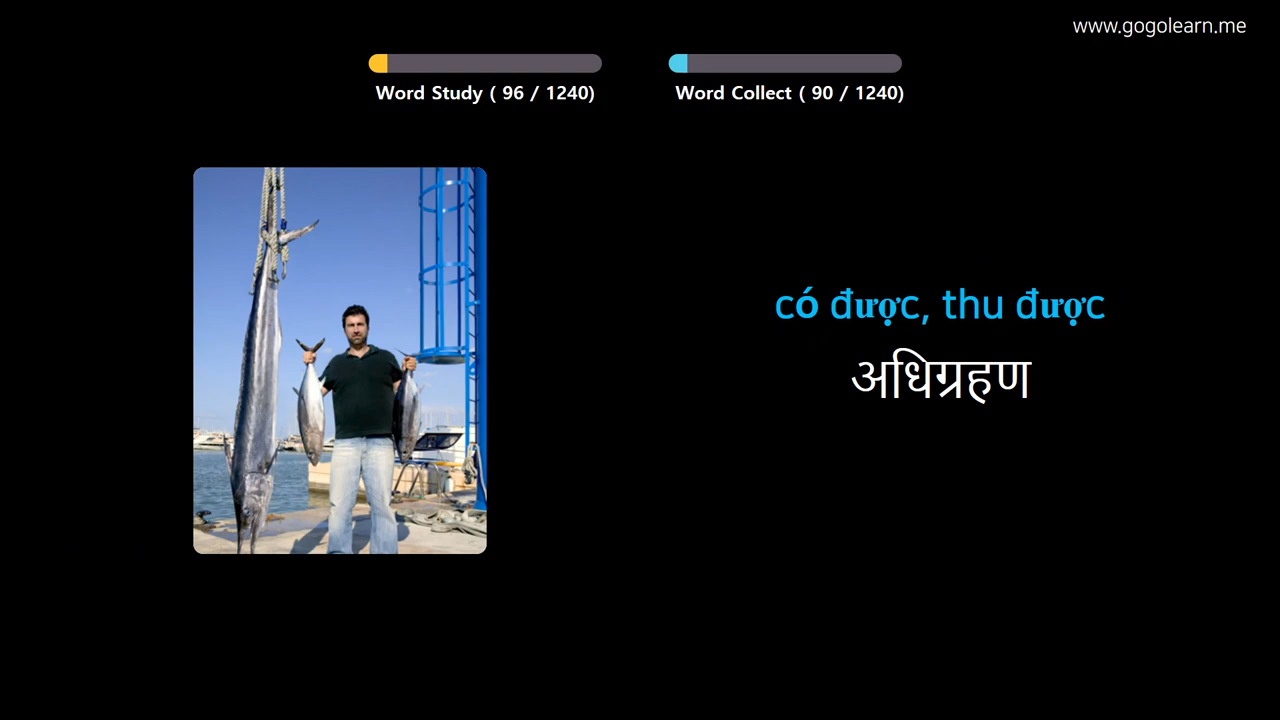 www.gogolearn.me
Word Study ( 96 / 1240)
Word Collect ( 90 / 1240)
có được, thu được
अधिग्रहण